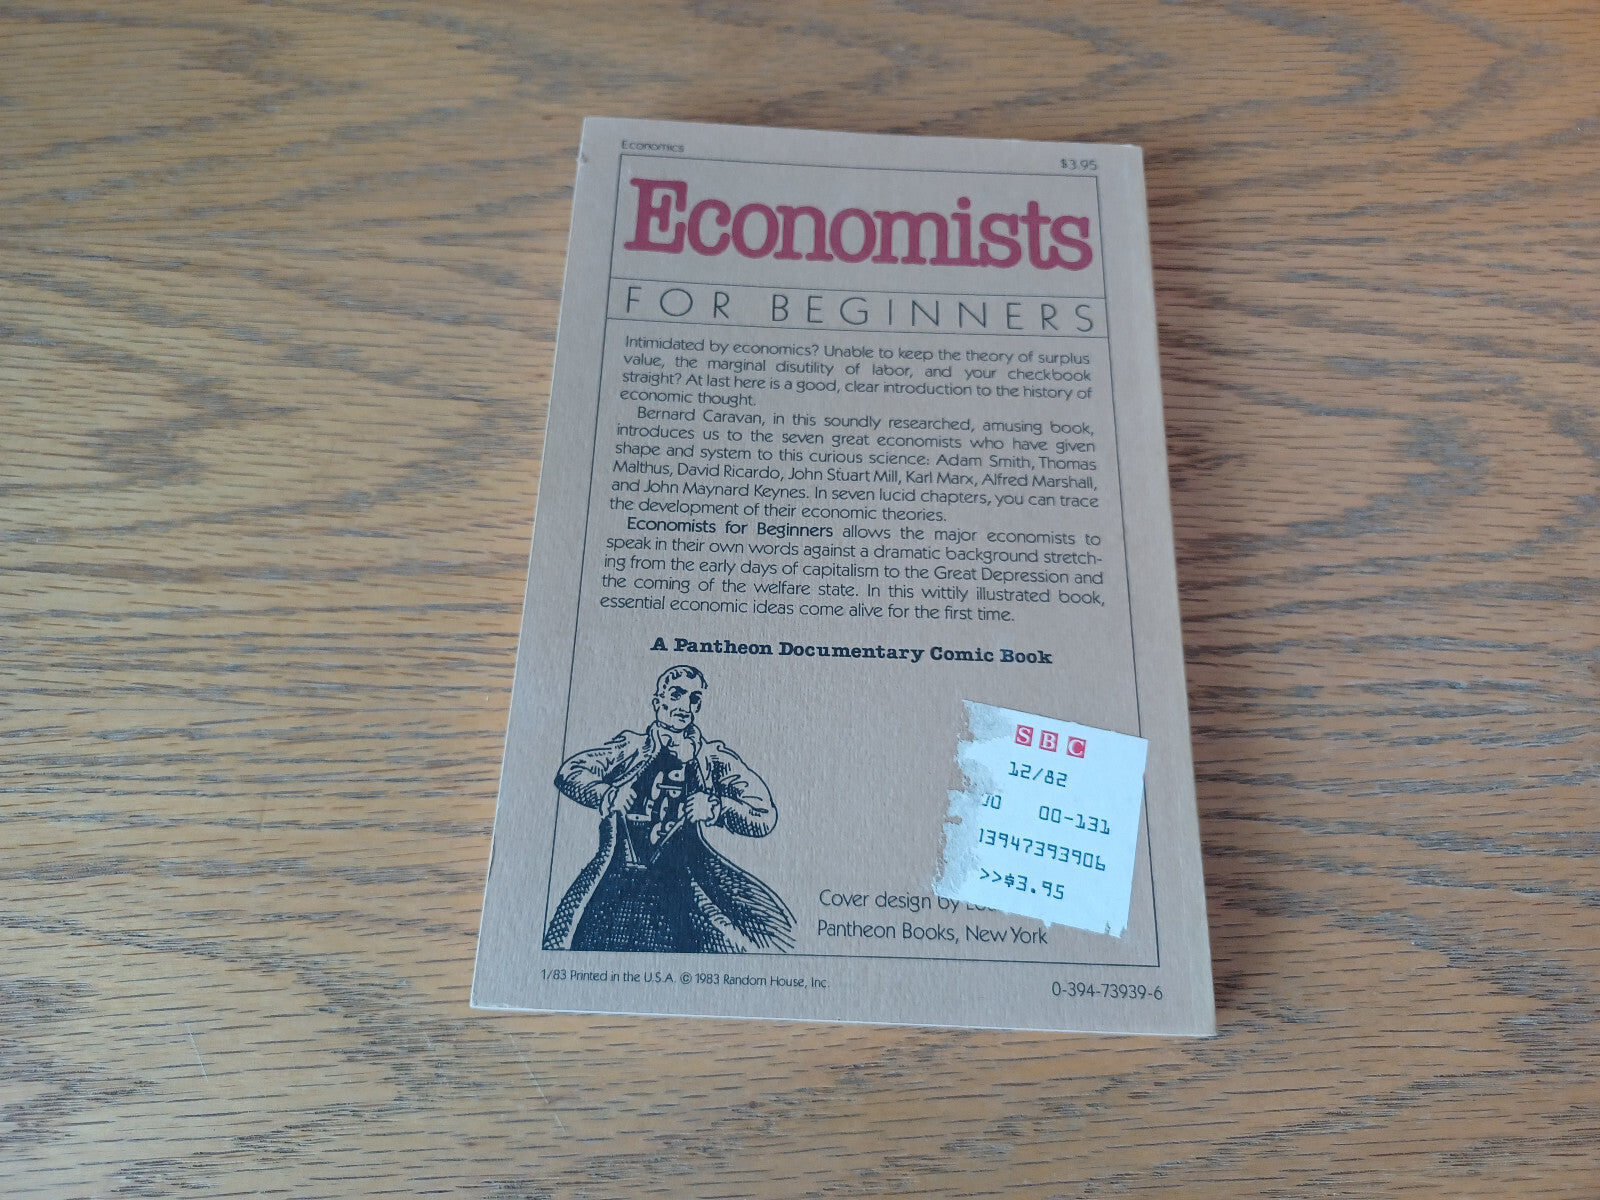 Economics
$3.95
Economists
FOR BEGINNERS
Intimidated by economics? Unable to keep the theory of surplus
value, the marginal disutility of labor, and your checkbook
straight? At last here is a good, clear introduction to the history of
economic thought.
Bernard Caravan, in this soundly researched, amusing book,
introduces us to the seven great economists who have given
shape and system to this curious science: Adam Smith, Thomas
Malthus, David Ricardo, John Stuart Mill, Karl Marx, Alfred Marshall,
and John Maynard Keynes. In seven lucid chapters, you can trace
the development of their economic theories.
Economists for Beginners allows the major economists to
speak in their own words against a dramatic background stretch-
ing from the early days of capitalism to the Great Depression and
the coming of the welfare state. In this wittily illustrated book,
essential economic ideas come alive for the first time.
A Pantheon Documentary Comic Book
SBC
12/82
00-131
13947393906
>>$3.95
Cover design by
Pantheon Books, New York
1/83 Printed in the U.S.A. © 1983 Random House, Inc.
0-394-73939-6